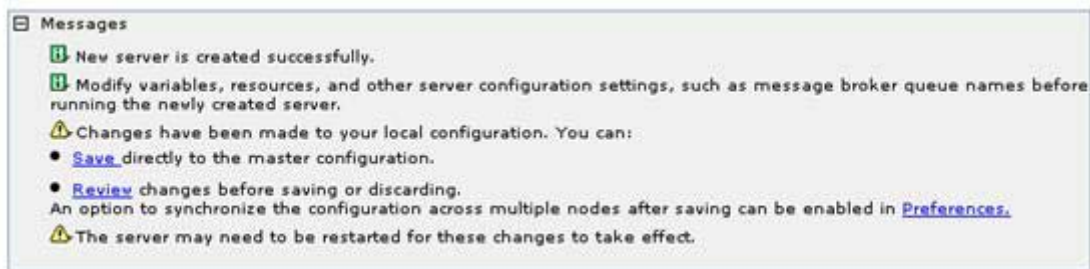 Messages
New server is created successfully.
Modify variables, resources, and other server configuration settings, such as message broker queue names before
running the newly created server.
Changes have been made to your local configuration. You can:
• Save directly to the master configuration.
• Review changes before saving or discarding.
An option to synchronize the configuration across multiple nodes after saving can be enabled in Preferences.
The server may need to be restarted for these changes to take effect.